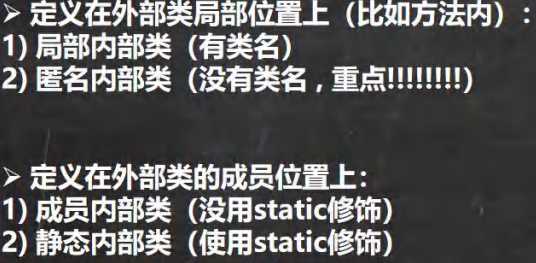 ➢ 定义在外部类局部位置上（比如方法内）：
1) 局部内部类（有类名）
2) 匿名内部类（没有类名，重点!!!!!!!!）
➢ 定义在外部类的成员位置上：
1) 成员内部类（没用static修饰）
2) 静态内部类（使用static修饰）